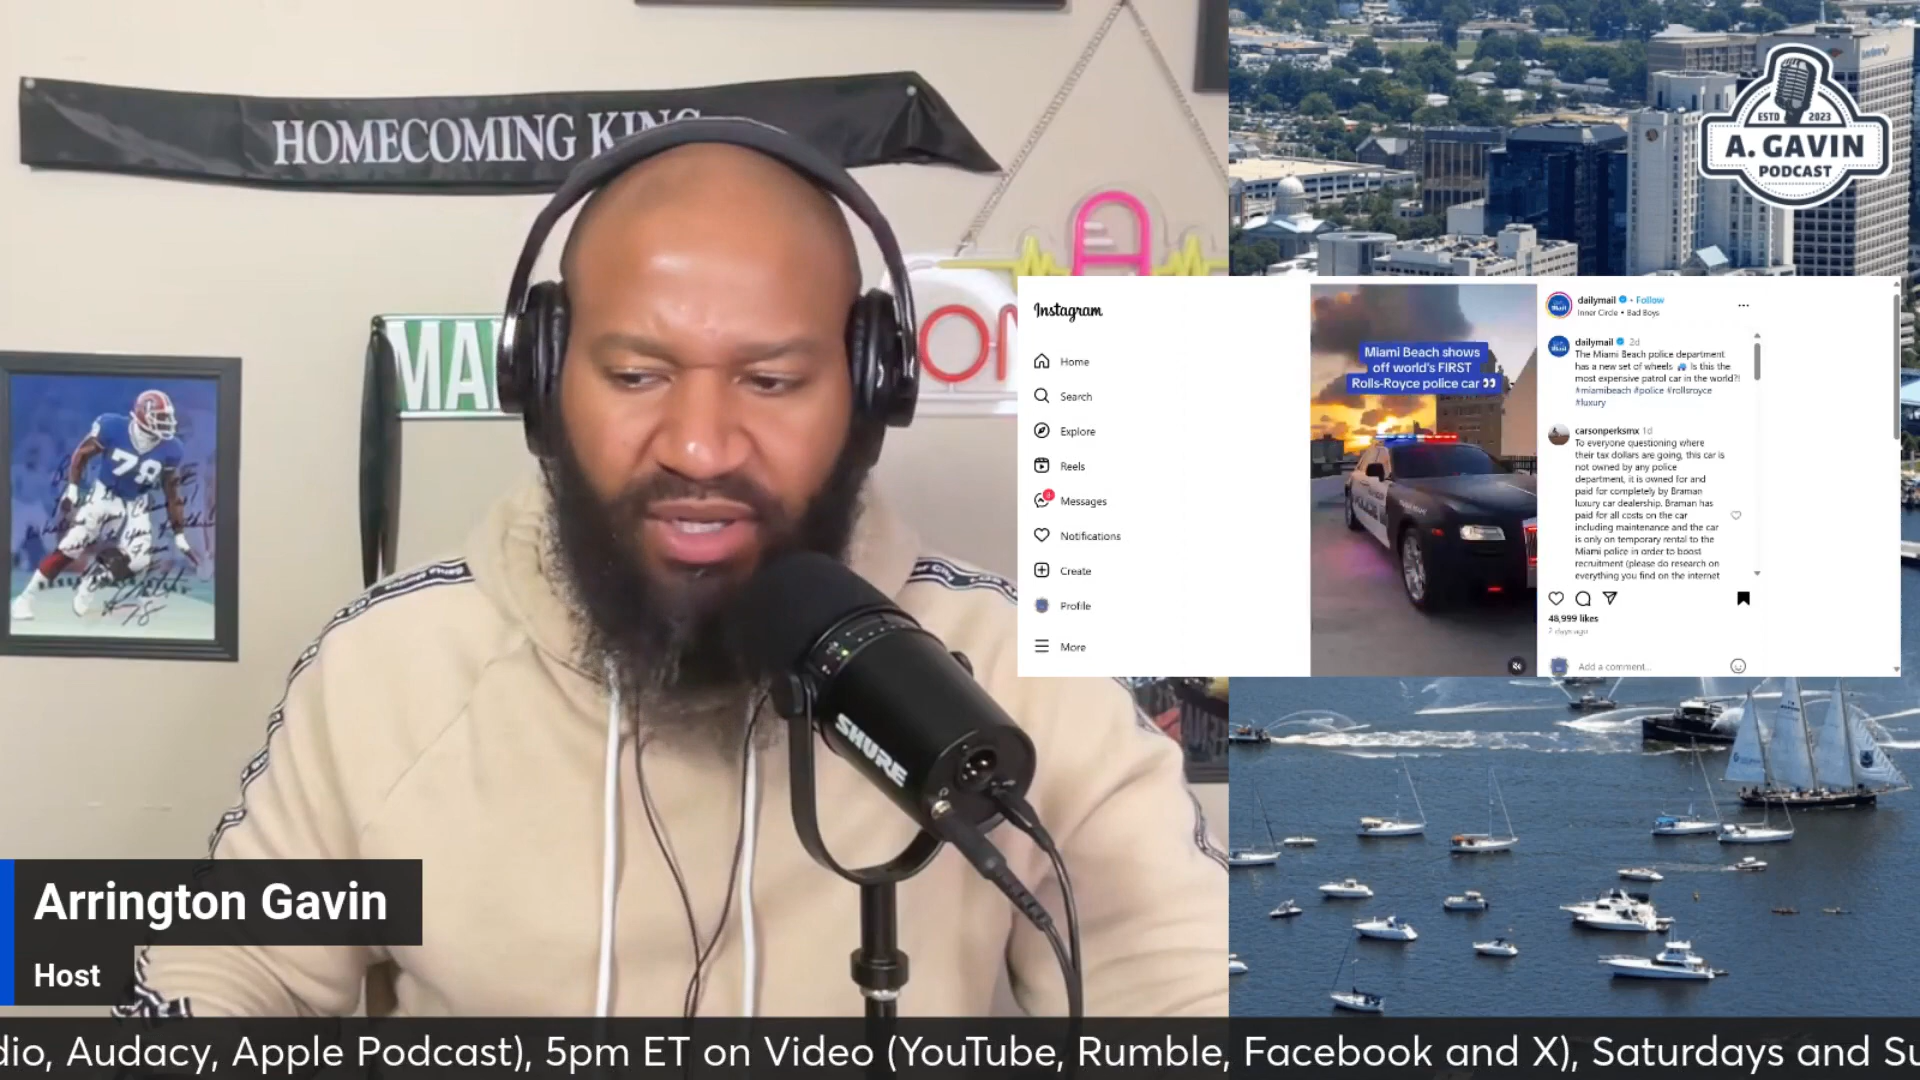 HOMECOMING KING
MA
ON
78
SHURE
ESTD 2023
A. GAVIN
PODCAST
Instagram
Home
Search
Explore
Reels
Messages
Notifications
Create
Profile
More
Miami Beach shows
off world's FIRST
Rolls-Royce police car 👀
dailymail • Follow
Inner Circle • Bad Boys
dailymail 2d
The Miami Beach police department
has a new set of wheels 🚙 Is this the
most expensive patrol car in the world?!
#miamibeach #police #rollsroyce
#luxury
carsonperksmx 1d
To everyone questioning where
their tax dollars are going, this car is
not owned by any police
department, it is owned for and
paid for completely by Braman
luxury car dealership. Braman has
paid for all costs on the car
including maintenance and the car
is only on temporary rental to the
Miami police in order to boost
recruitment (please do research on
everything you find on the internet
48,999 likes
2 days ago
Add a comment...
Arrington Gavin
Host
dio, Audacy, Apple Podcast), 5pm ET on Video (YouTube, Rumble, Facebook and X), Saturdays and Su